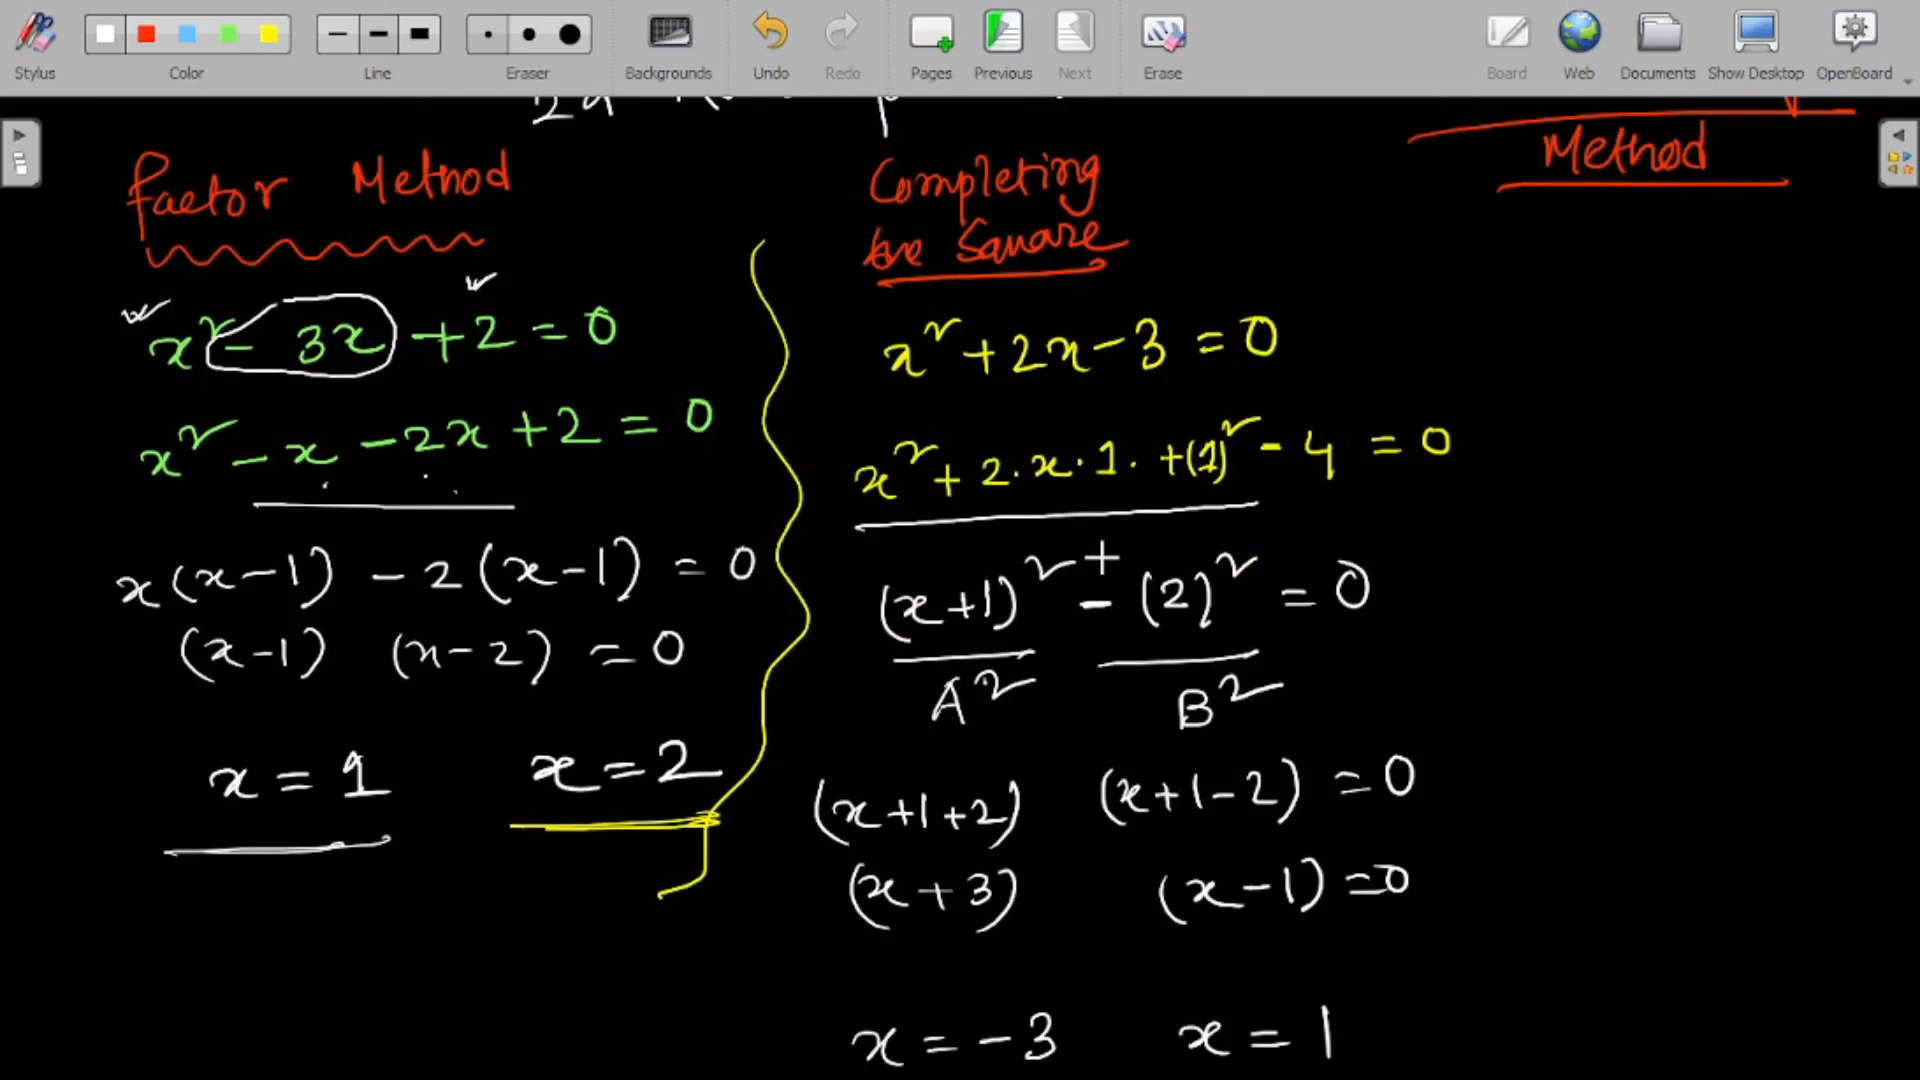 Stylus Color Line Eraser Backgrounds Undo Redo Pages Previous Next Erase Board Web Documents Show Desktop OpenBoard
Factor Method
x² - 3x + 2 = 0
x² - x - 2x + 2 = 0
x(x-1) - 2(x-1) = 0
(x-1) (x-2) = 0
x = 1 x = 2
Completing
the Square
x² + 2x - 3 = 0
x² + 2·x·1· + (1)² - 4 = 0
(x+1)² - (2)² = 0
+
A² B²
(x+1+2) (x+1-2) = 0
(x+3) (x-1) = 0
x = -3 x = 1
Method